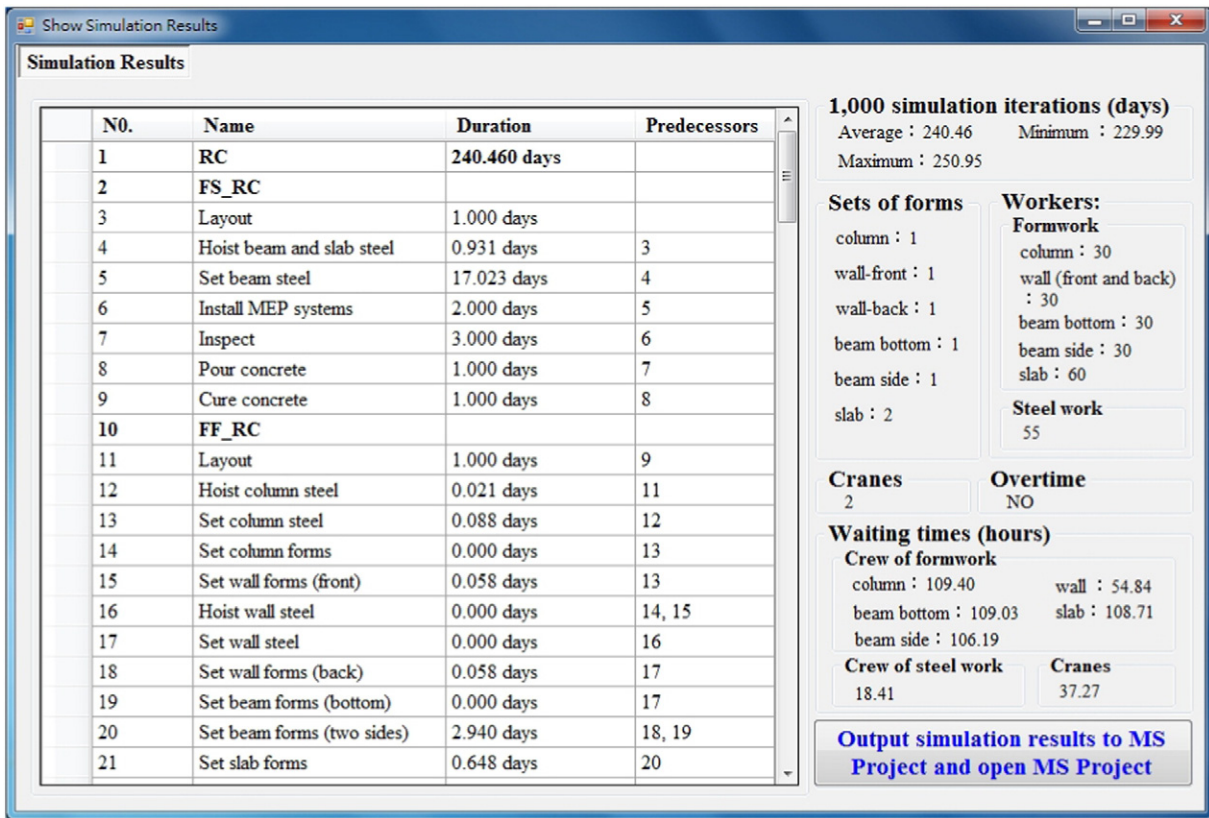 Show Simulation Results
Simulation Results
N0. Name Duration Predecessors
1 RC 240.460 days
2 FS_RC
3 Layout 1.000 days
4 Hoist beam and slab steel 0.931 days 3
5 Set beam steel 17.023 days 4
6 Install MEP systems 2.000 days 5
7 Inspect 3.000 days 6
8 Pour concrete 1.000 days 7
9 Cure concrete 1.000 days 8
10 FF_RC
11 Layout 1.000 days 9
12 Hoist column steel 0.021 days 11
13 Set column steel 0.088 days 12
14 Set column forms 0.000 days 13
15 Set wall forms (front) 0.058 days 13
16 Hoist wall steel 0.000 days 14, 15
17 Set wall steel 0.000 days 16
18 Set wall forms (back) 0.058 days 17
19 Set beam forms (bottom) 0.000 days 17
20 Set beam forms (two sides) 2.940 days 18, 19
21 Set slab forms 0.648 days 20
1,000 simulation iterations (days)
Average：240.46 Minimum ：229.99
Maximum：250.95
Sets of forms
column：1
wall-front：1
wall-back：1
beam bottom：1
beam side：1
slab：2
Workers:
Formwork
column：30
wall (front and back)
：30
beam bottom：30
beam side：30
slab：60
Steel work
55
Cranes
2
Overtime
NO
Waiting times (hours)
Crew of formwork
column：109.40 wall ：54.84
beam bottom：109.03 slab：108.71
beam side：106.19
Crew of steel work
18.41
Cranes
37.27
Output simulation results to MS
Project and open MS Project